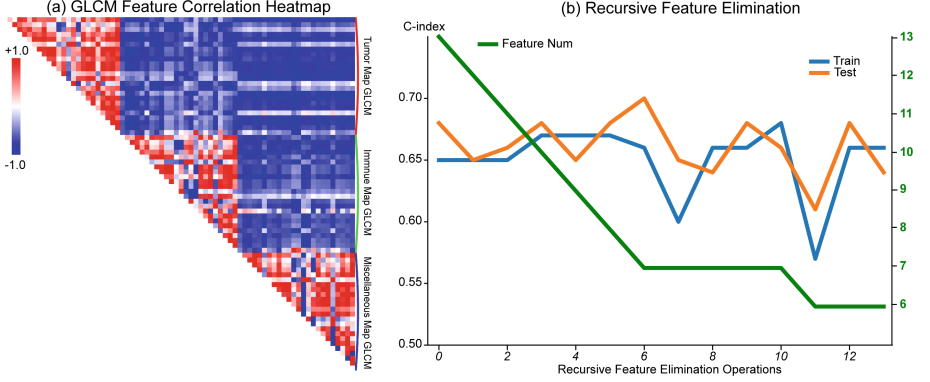 (a) GLCM Feature Correlation Heatmap
+1.0
-1.0
Tumor Map GLCM
Immnue Map GLCM
Miscellaneous Map GLCM
(b) Recursive Feature Elimination
C-index
Feature Num
Train
Test
0.70
0.65
0.60
0.55
0.50
13
12
11
10
9
8
7
6
0 2 4 6 8 10 12
Recursive Feature Elimination Operations